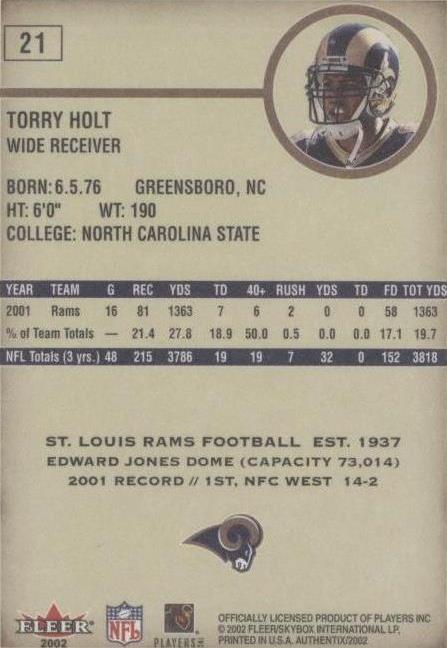 21
TORRY HOLT
WIDE RECEIVER
BORN: 6.5.76 GREENSBORO, NC
HT: 6'0" WT: 190
COLLEGE: NORTH CAROLINA STATE
YEAR TEAM G REC YDS TD 40+ RUSH YDS TD FD TOT YDS
2001 Rams 16 81 1363 7 6 2 0 0 58 1363
% of Team Totals — 21.4 27.8 18.9 50.0 0.5 0.0 0.0 17.1 19.7
NFL Totals (3 yrs.) 48 215 3786 19 19 7 32 0 152 3818
ST. LOUIS RAMS FOOTBALL EST. 1937
EDWARD JONES DOME (CAPACITY 73,014)
2001 RECORD // 1ST, NFC WEST 14-2
FLEER
2002
NFL
PLAYERS INC
OFFICIALLY LICENSED PRODUCT OF PLAYERS INC
© 2002 FLEER/SKYBOX INTERNATIONAL LP.
PRINTED IN U.S.A. AUTHENTIX/2002